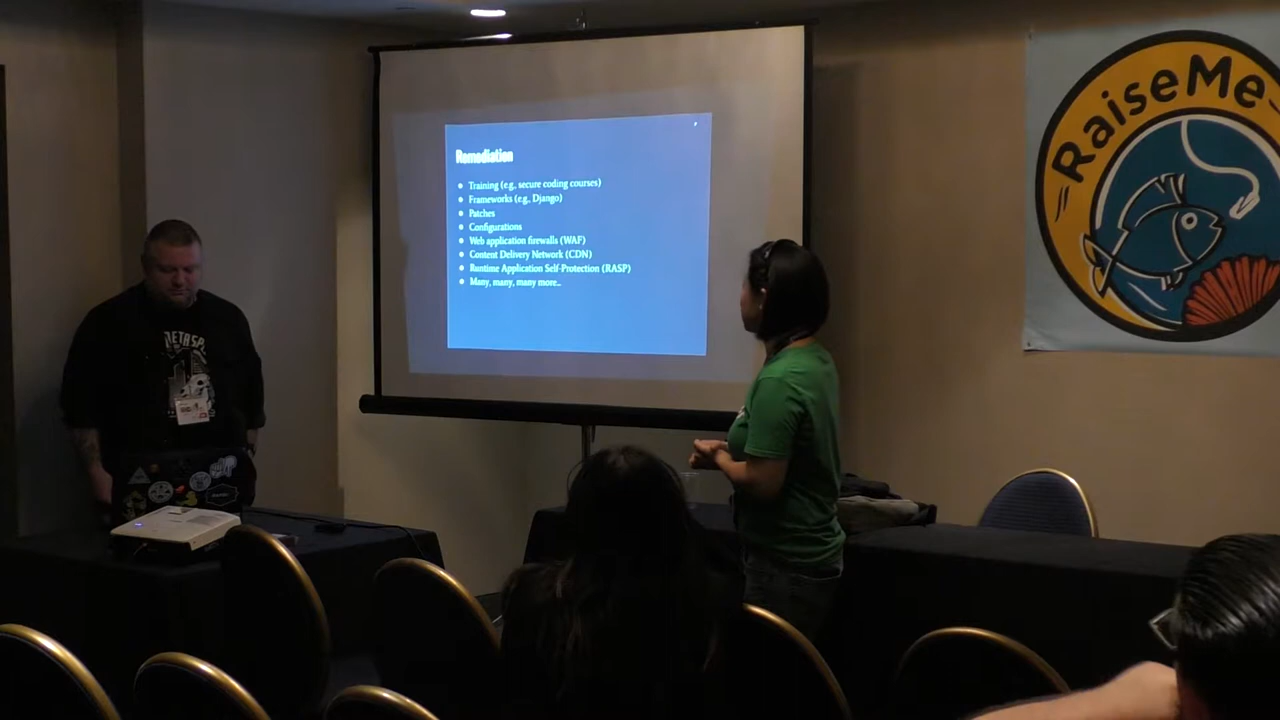 Remediation
Training (e.g., secure coding courses)
Frameworks (e.g., Django)
Patches
Configurations
Web application firewalls (WAF)
Content Delivery Network (CDN)
Runtime Application Self-Protection (RASP)
Many, many, many more...
RaiseMe